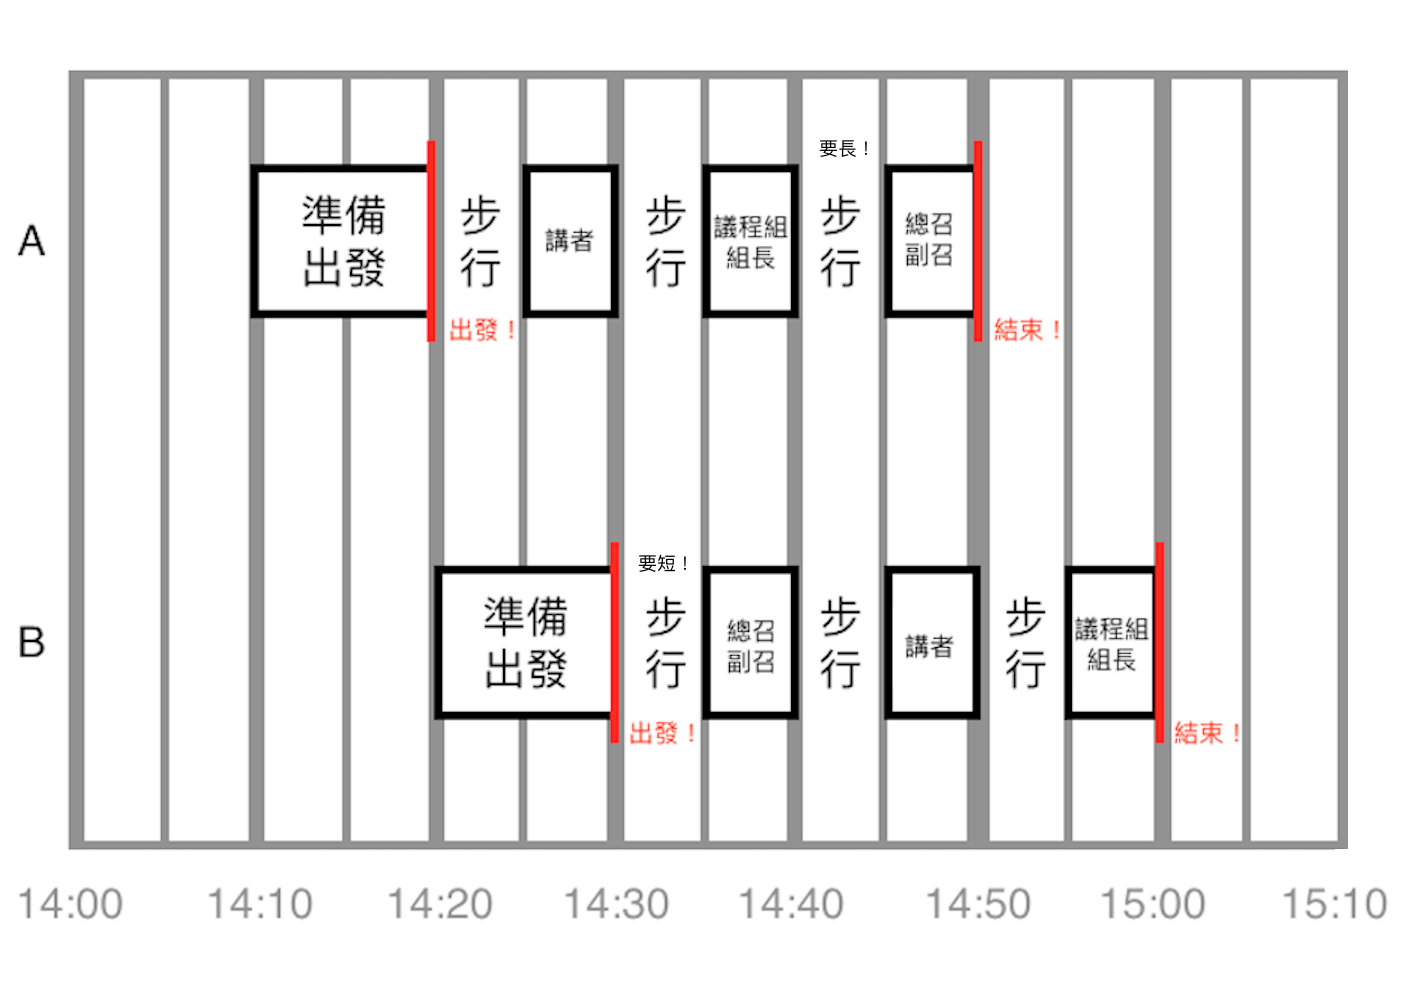 要長！
A
準備
出發
步
行
講者
步
行
議程組
組長
步
行
總召
副召
出發！
結束！
要短！
B
準備
出發
步
行
總召
副召
步
行
講者
步
行
議程組
組長
出發！
結束！
14:00 14:10 14:20 14:30 14:40 14:50 15:00 15:10